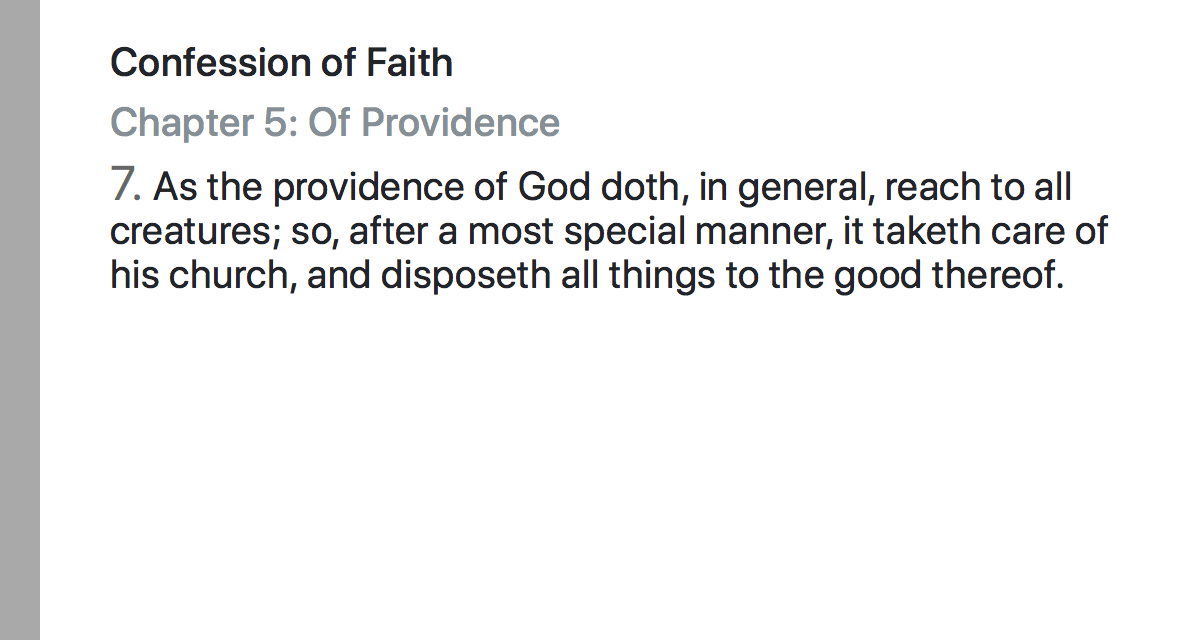 Confession of Faith
Chapter 5: Of Providence
7. As the providence of God doth, in general, reach to all
creatures; so, after a most special manner, it taketh care of
his church, and disposeth all things to the good thereof.